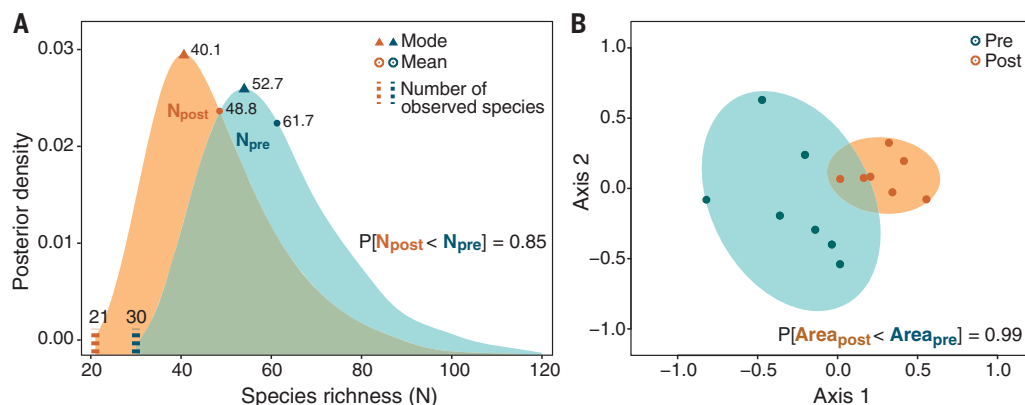 A
0.03
0.02
0.01
0.00
Posterior density
40.1
52.7
48.8
61.7
Npost
Npre
Mode
Mean
Number of
observed species
P[Npost < Npre] = 0.85
21
30
20
40
60
80
100
120
Species richness (N)
B
Pre
Post
1.0
0.5
0.0
−0.5
−1.0
Axis 2
P[Areapost < Areapre] = 0.99
−1.0
−0.5
0.0
0.5
1.0
Axis 1